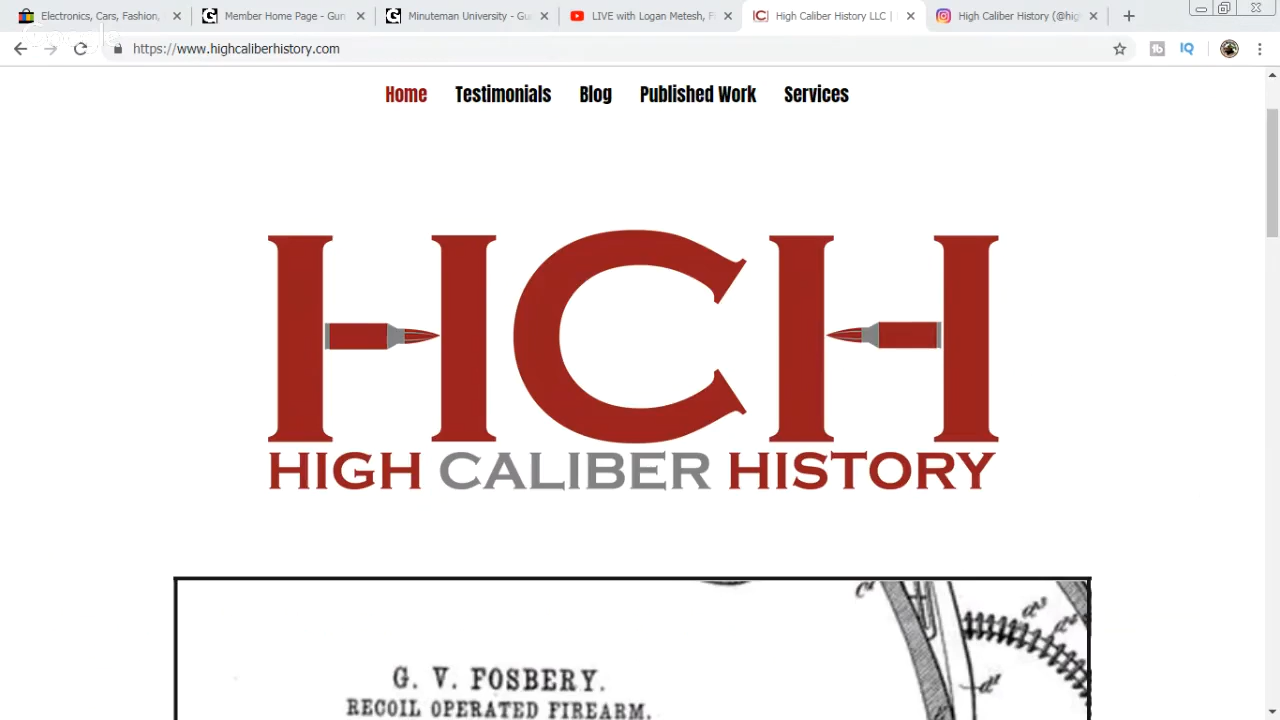 Electronics, Cars, Fashion,
Member Home Page - Gun
Minuteman University - Gu
LIVE with Logan Metesh, F
High Caliber History LLC |
High Caliber History (@hig
Google
https://www.highcaliberhistory.com
Home Testimonials Blog Published Work Services
HCH
HIGH CALIBER HISTORY
G. V. FOSBERY.
RECOIL OPERATED FIREARM.